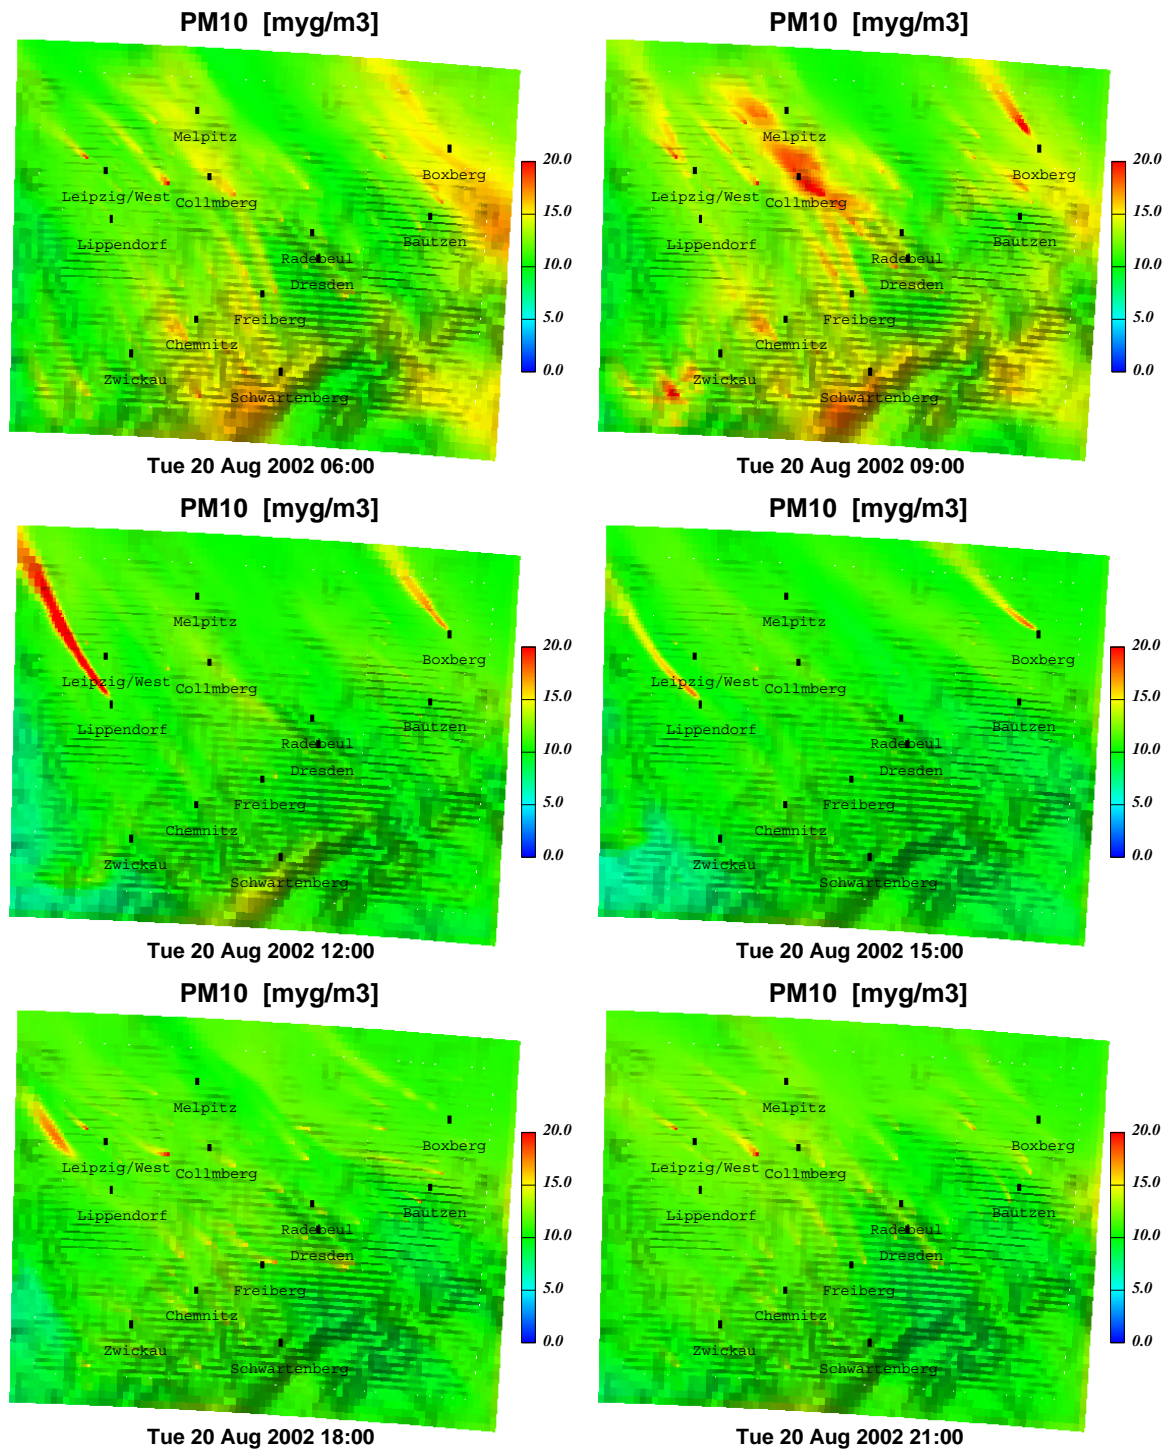 PM10 [myg/m3]
Melpitz
Boxberg
Leipzig/West
Collmberg
Lippendorf
Bautzen
Radebeul
Dresden
Freiberg
Chemnitz
Zwickau
Schwartenberg
20.0
15.0
10.0
5.0
0.0
Tue 20 Aug 2002 06:00
PM10 [myg/m3]
Melpitz
Boxberg
Leipzig/West
Collmberg
Lippendorf
Bautzen
Radebeul
Dresden
Freiberg
Chemnitz
Zwickau
Schwartenberg
20.0
15.0
10.0
5.0
0.0
Tue 20 Aug 2002 09:00
PM10 [myg/m3]
Melpitz
Boxberg
Leipzig/West
Collmberg
Lippendorf
Bautzen
Radebeul
Dresden
Freiberg
Chemnitz
Zwickau
Schwartenberg
20.0
15.0
10.0
5.0
0.0
Tue 20 Aug 2002 12:00
PM10 [myg/m3]
Melpitz
Boxberg
Leipzig/West
Collmberg
Lippendorf
Bautzen
Radebeul
Dresden
Freiberg
Chemnitz
Zwickau
Schwartenberg
20.0
15.0
10.0
5.0
0.0
Tue 20 Aug 2002 15:00
PM10 [myg/m3]
Melpitz
Boxberg
Leipzig/West
Collmberg
Lippendorf
Bautzen
Radebeul
Dresden
Freiberg
Chemnitz
Zwickau
Schwartenberg
20.0
15.0
10.0
5.0
0.0
Tue 20 Aug 2002 18:00
PM10 [myg/m3]
Melpitz
Boxberg
Leipzig/West
Collmberg
Lippendorf
Bautzen
Radebeul
Dresden
Freiberg
Chemnitz
Zwickau
Schwartenberg
20.0
15.0
10.0
5.0
0.0
Tue 20 Aug 2002 21:00